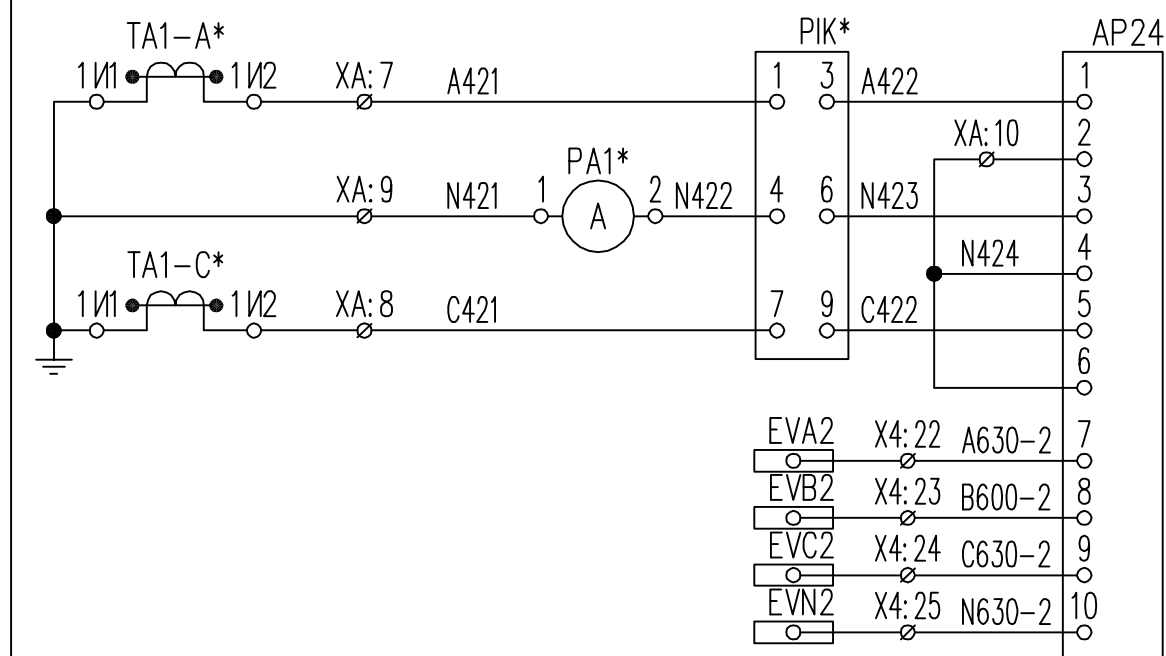 TA1-A*
PIK*
AP24
1И1
1И2
XA:7
A421
1
3
A422
1
XA:10
2
PA1*
XA:9
N421
1
A
2
N422
4
6
N423
3
N424
4
TA1-C*
1И1
1И2
XA:8
C421
7
9
C422
5
6
EVA2
X4:22
A630-2
7
EVB2
X4:23
B600-2
8
EVC2
X4:24
C630-2
9
EVN2
X4:25
N630-2
10